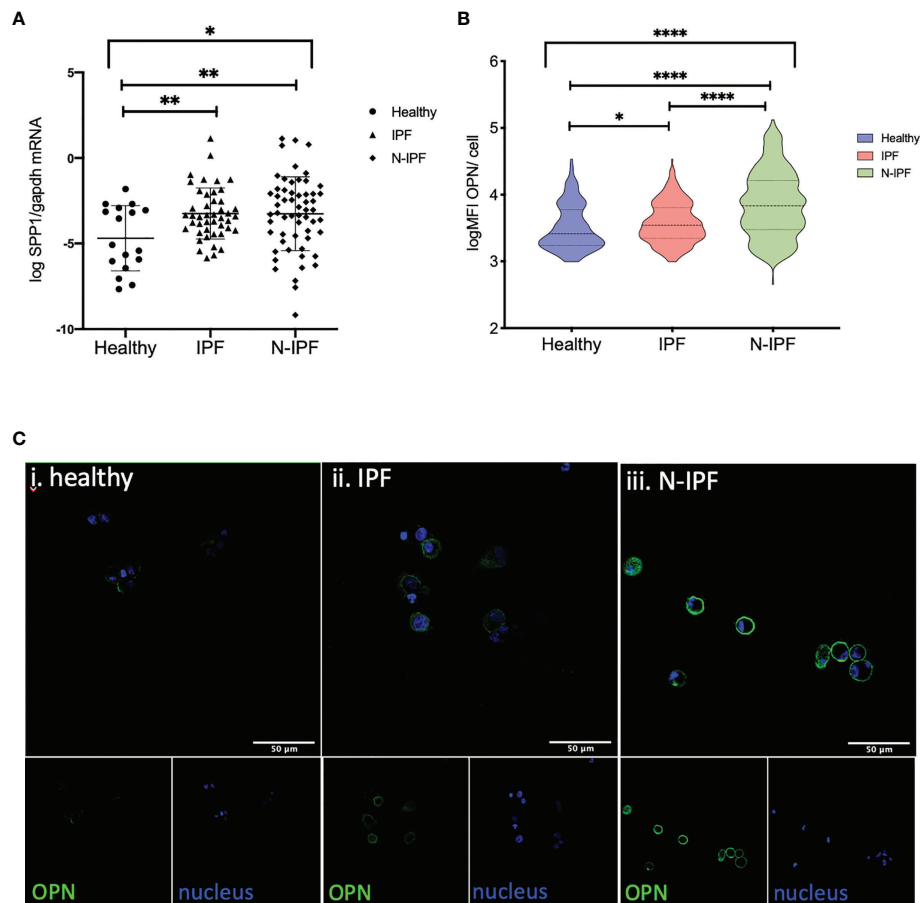 A
*
**
**
5
0
-5
-10
log SPP1/gapdh mRNA
Healthy
IPF
N-IPF
Healthy
IPF
N-IPF
B
****
****
****
*
6
5
4
3
2
logMFI OPN/ cell
Healthy
IPF
N-IPF
Healthy
IPF
N-IPF
C
i. healthy
ii. IPF
iii. N-IPF
50 µm
50 µm
50 µm
OPN
nucleus
OPN
nucleus
OPN
nucleus